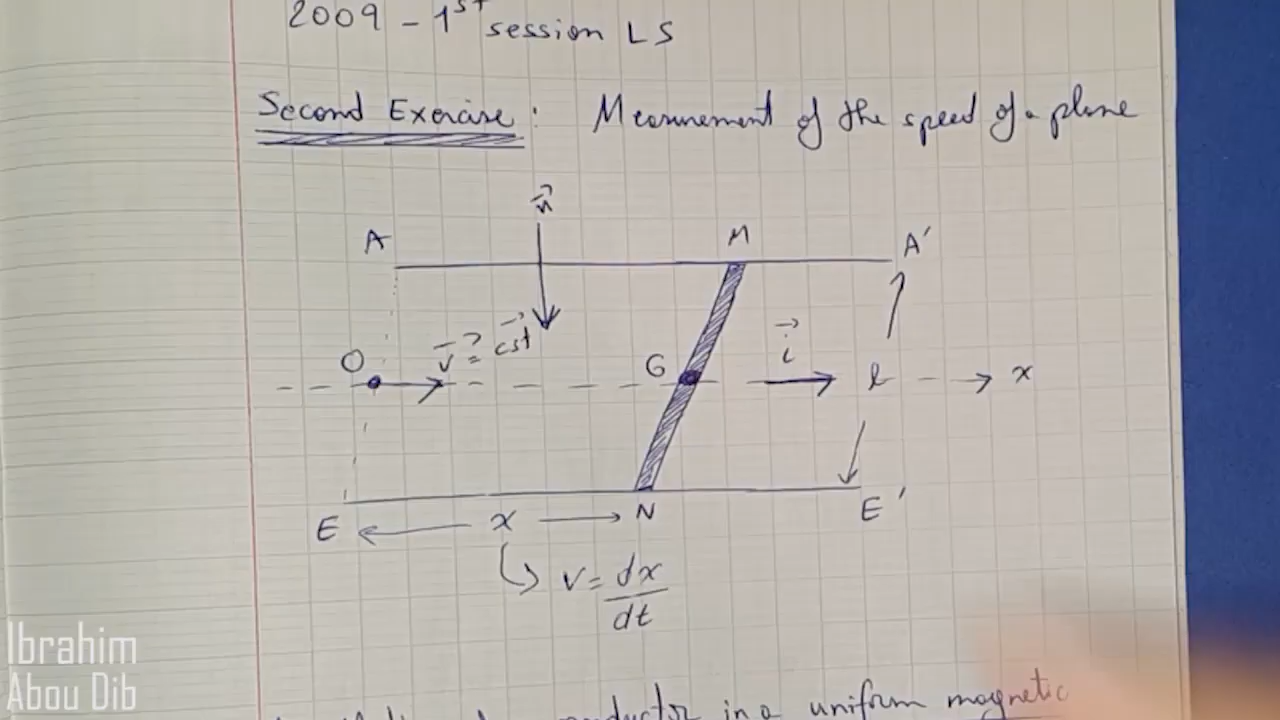 2009 - 1st session LS
Second Exercise: Measurement of the speed of a plane
n
A M A'
O v = cst G i l x
E x N E'
v = dx/dt
in a uniform magnetic
Ibrahim
Abou Dib